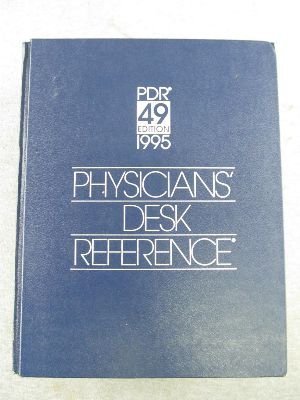 PDR®
49
EDITION
1995
PHYSICIANS'
DESK
REFERENCE®